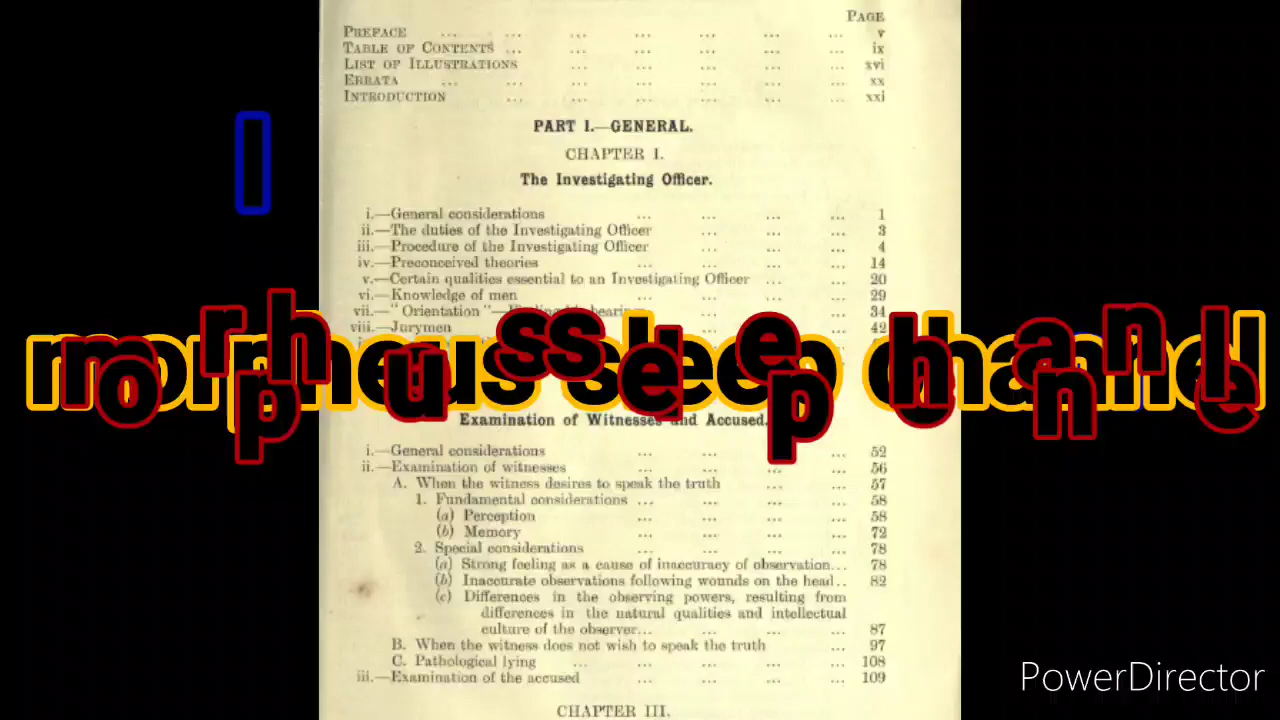 PAGE
PREFACE ... ... ... ... ... ... ... v
TABLE OF CONTENTS ... ... ... ... ... ... ix
LIST OF ILLUSTRATIONS ... ... ... ... ... xvi
ERRATA ... ... ... ... ... ... ... xx
INTRODUCTION ... ... ... ... ... ... xxi
PART I.—GENERAL.
CHAPTER I.
The Investigating Officer.
i.—General considerations ... ... ... ... 1
ii.—The duties of the Investigating Officer ... ... ... 3
iii.—Procedure of the Investigating Officer ... ... ... 4
iv.—Preconceived theories ... ... ... ... 14
v.—Certain qualities essential to an Investigating Officer ... ... 20
vi.—Knowledge of men ... ... ... ... 29
vii.—"Orientation"— 34
viii.—Jurymen 42
morpheus sleep channel
morpheuss sleep channel
Examination of Witnesses and Accused.
i.—General considerations ... ... ... ... 52
ii.—Examination of witnesses ... ... ... ... 56
A. When the witness desires to speak the truth ... ... 57
1. Fundamental considerations ... ... ... ... 58
(a) Perception ... ... ... ... 58
(b) Memory ... ... ... ... 72
2. Special considerations ... ... ... ... 78
(a) Strong feeling as a cause of inaccuracy of observation... 78
(b) Inaccurate observations following wounds on the head.. 82
(c) Differences in the observing powers, resulting from
differences in the natural qualities and intellectual
culture of the observer... ... ... ... 87
B. When the witness does not wish to speak the truth ... 97
C. Pathological lying ... ... ... ... ... 108
iii.—Examination of the accused ... ... ... ... 109
PowerDirector
CHAPTER III.